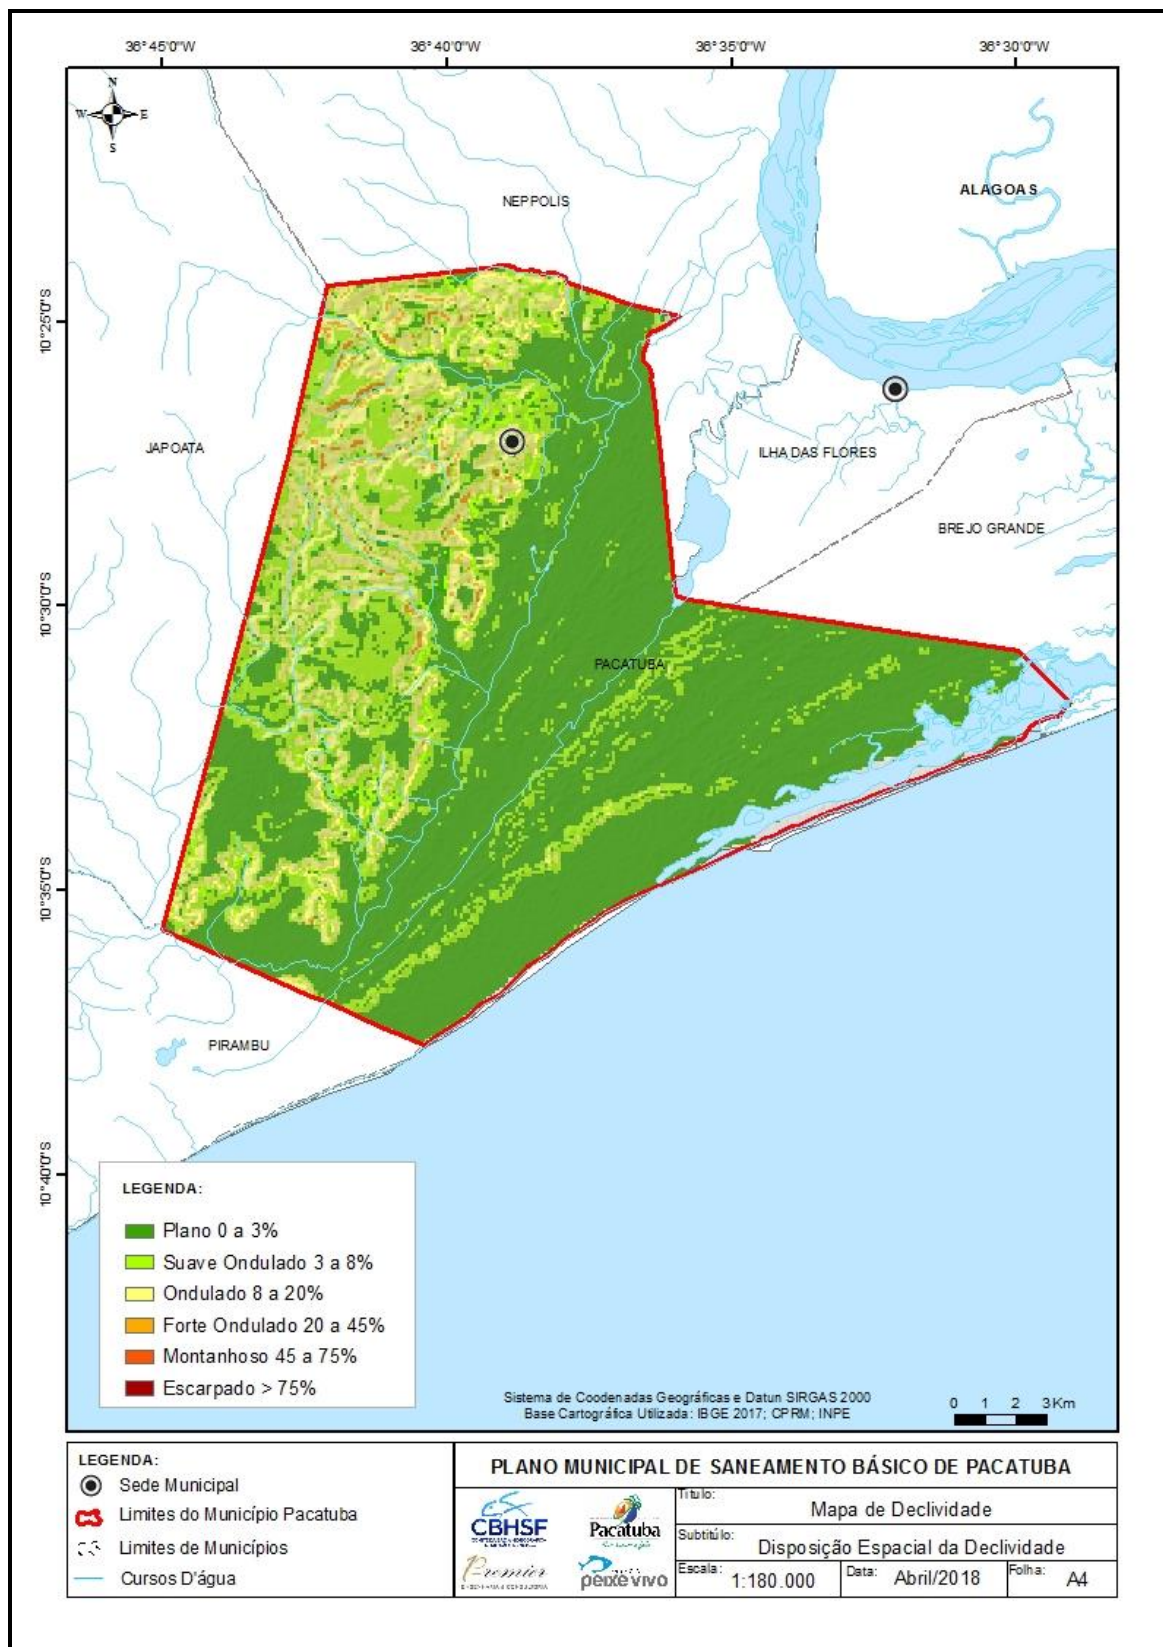 36°45'0"W
36°40'0"W
36°35'0"W
36°30'0"W
N
W E
S
ALAGOAS
NEPPOLIS
10°25'0"S
JAPOATA
ILHA DAS FLORES
BREJO GRANDE
10°30'0"S
PACATUBA
10°35'0"S
PIRAMBU
10°40'0"S
LEGENDA:
Plano 0 a 3%
Suave Ondulado 3 a 8%
Ondulado 8 a 20%
Forte Ondulado 20 a 45%
Montanhoso 45 a 75%
Escarpado > 75%
Sistema de Coodenadas Geográficas e Datun SIRGAS 2000
Base Cartográfica Utilizada: IBGE 2017; CPRM; INPE
0 1 2 3 Km
LEGENDA:
Sede Municipal
Limites do Município Pacatuba
Limites de Municípios
Cursos D'água
PLANO MUNICIPAL DE SANEAMENTO BÁSICO DE PACATUBA
CBHSF
Pacatuba
Premier
peixe vivo
Titulo:
Mapa de Declividade
Subtitúlo:
Disposição Espacial da Declividade
Escala:
1:180.000
Data:
Abril/2018
Folha:
A4